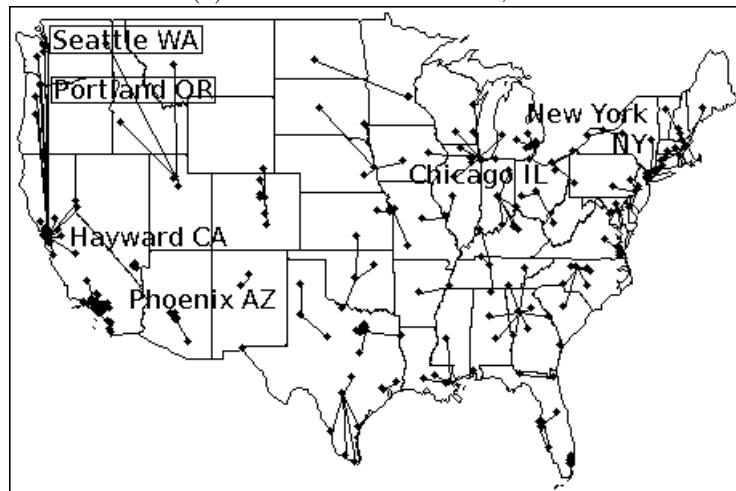 Seattle WA
Portland OR
New York
NY
Chicago IL
Hayward CA
Phoenix AZ